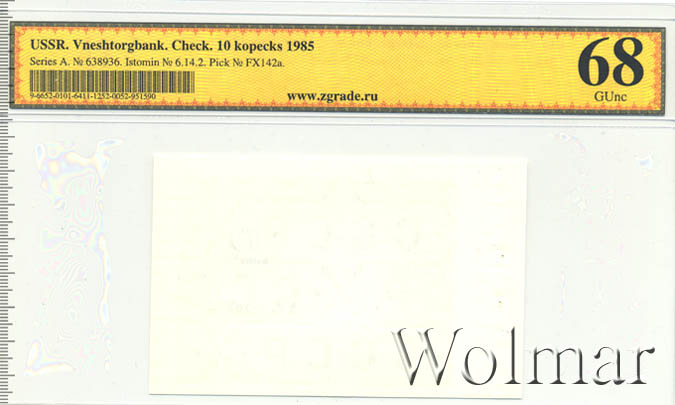 USSR. Vneshtorgbank. Check. 10 kopecks 1985
Series A. № 638936. Istomin № 6.14.2. Pick № FX142a.
9-6652-0101-6411-1252-0052-951590
www.zgrade.ru
68
GUnc
Wolmar